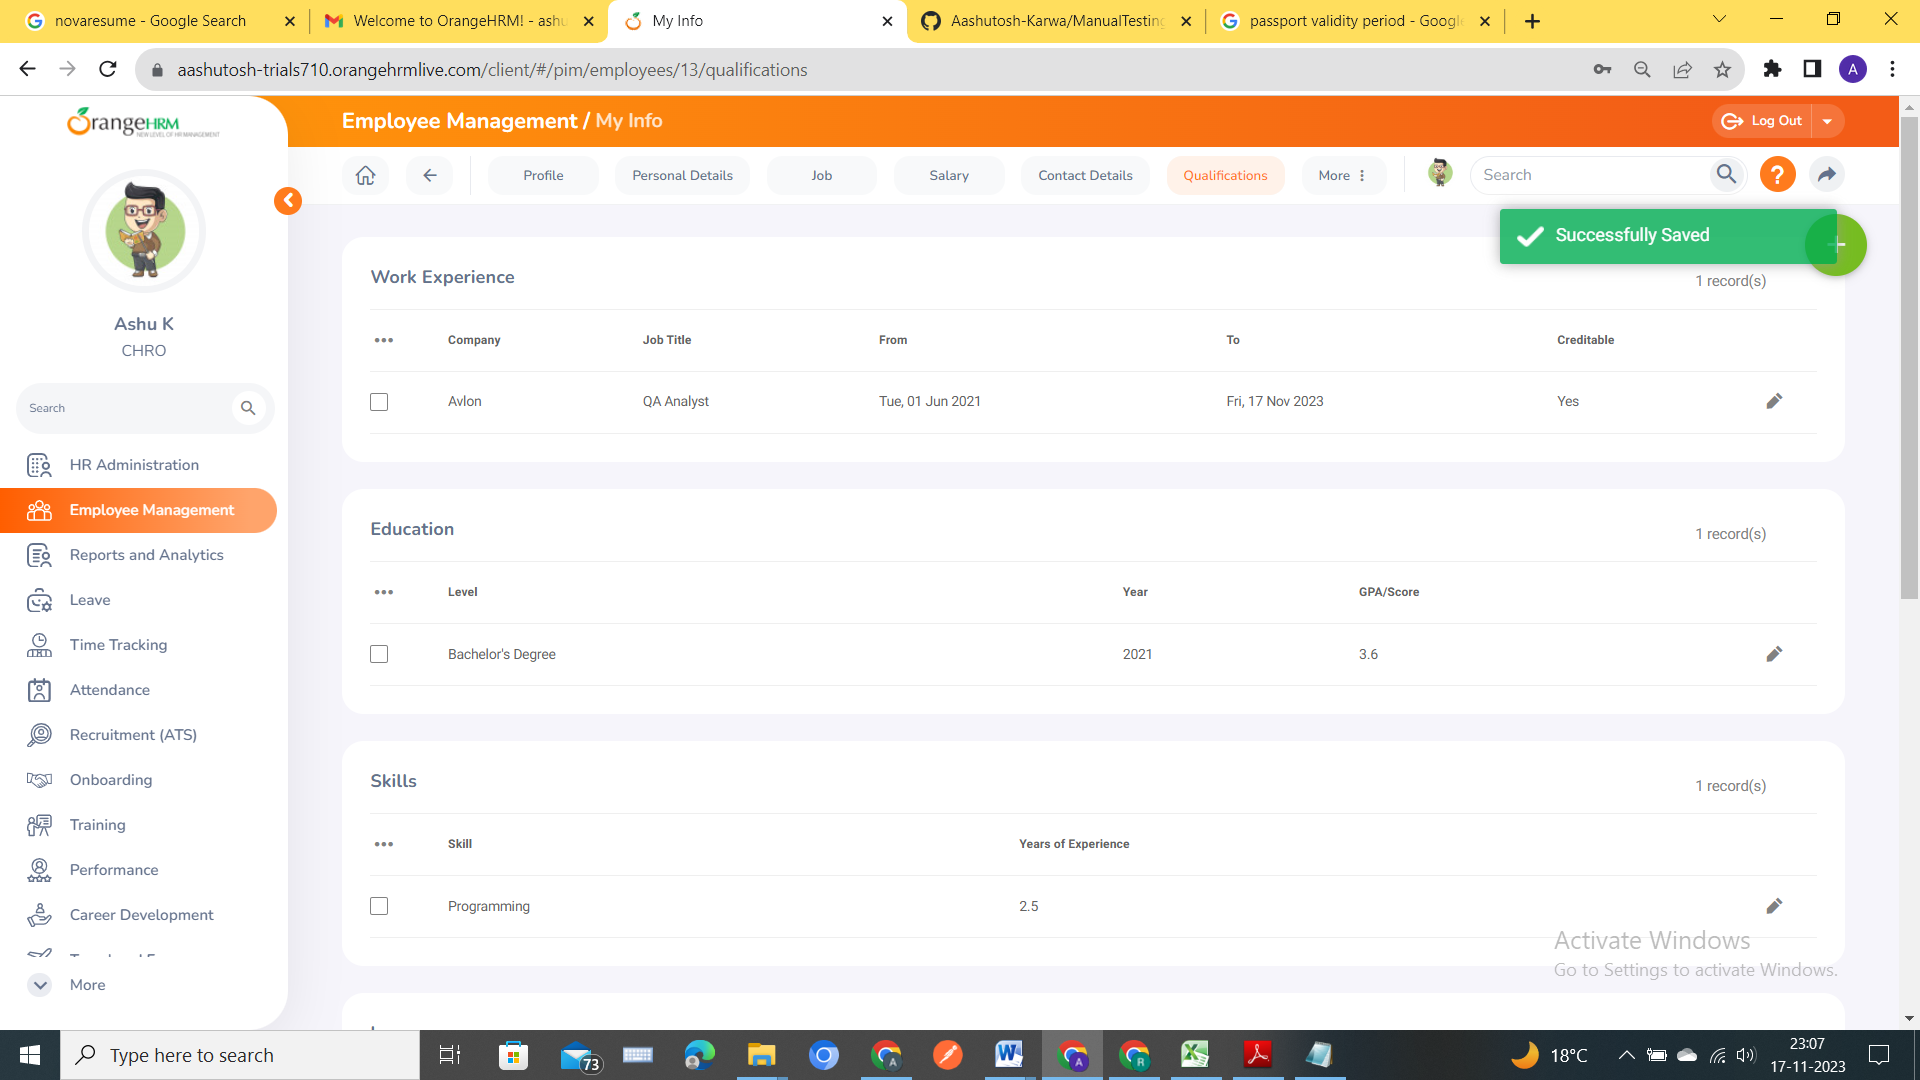 novaresume - Google Search
Welcome to OrangeHRM! - ashu
My Info
Aashutosh-Karwa/ManualTesting
passport validity period - Google
aashutosh-trials710.orangehrmlive.com/client/#/pim/employees/13/qualifications
A
OrangeHRM
NEW LEVEL OF HR MANAGEMENT
Employee Management / My Info
Log Out
Profile
Personal Details
Job
Salary
Contact Details
Qualifications
More
Search
?
Successfully Saved
Ashu K
CHRO
Search
HR Administration
Employee Management
Reports and Analytics
Leave
Time Tracking
Attendance
Recruitment (ATS)
Onboarding
Training
Performance
Career Development
More
Work Experience
1 record(s)
Company Job Title From To Creditable
Avlon QA Analyst Tue, 01 Jun 2021 Fri, 17 Nov 2023 Yes
Education
1 record(s)
Level Year GPA/Score
Bachelor's Degree 2021 3.6
Skills
1 record(s)
Skill Years of Experience
Programming 2.5
Activate Windows
Go to Settings to activate Windows.
Type here to search
73
18°C
23:07
17-11-2023